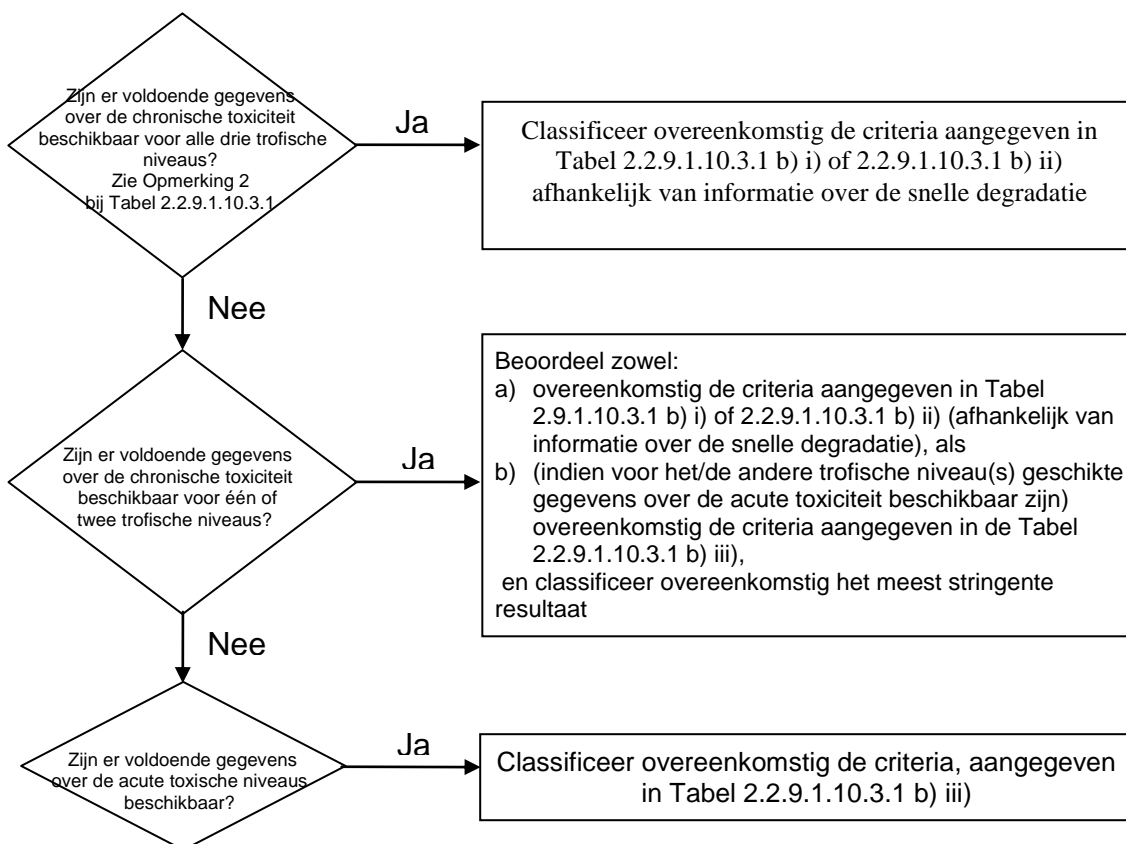 Zijn er voldoende gegevens
over de chronische toxiciteit
beschikbaar voor alle drie trofische
niveaus?
Zie Opmerking 2
bij Tabel 2.2.9.1.10.3.1
Ja
Classificeer overeenkomstig de criteria aangegeven in
Tabel 2.2.9.1.10.3.1 b) i) of 2.2.9.1.10.3.1 b) ii)
afhankelijk van informatie over de snelle degradatie
Nee
Zijn er voldoende gegevens
over de chronische toxiciteit
beschikbaar voor één of
twee trofische niveaus?
Ja
Beoordeel zowel:
a) overeenkomstig de criteria aangegeven in Tabel
2.9.1.10.3.1 b) i) of 2.2.9.1.10.3.1 b) ii) (afhankelijk van
informatie over de snelle degradatie), als
b) (indien voor het/de andere trofische niveau(s) geschikte
gegevens over de acute toxiciteit beschikbaar zijn)
overeenkomstig de criteria aangegeven in de Tabel
2.2.9.1.10.3.1 b) iii),
en classificeer overeenkomstig het meest stringente
resultaat
Nee
Zijn er voldoende gegevens
over de acute toxische niveaus
beschikbaar?
Ja
Classificeer overeenkomstig de criteria, aangegeven
in Tabel 2.2.9.1.10.3.1 b) iii)